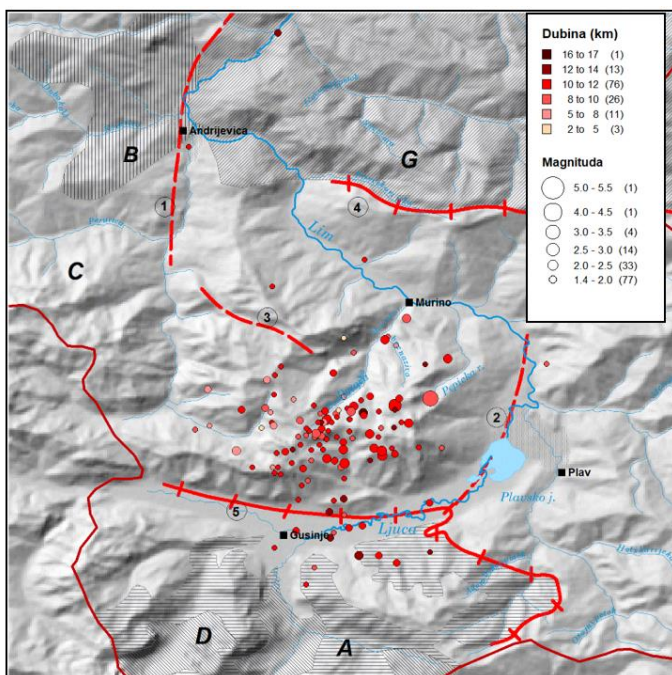 Dubina (km)
16 to 17 (1)
12 to 14 (13)
10 to 12 (76)
8 to 10 (26)
5 to 8 (11)
2 to 5 (3)
Magnituda
5.0 - 5.5 (1)
4.0 - 4.5 (1)
3.0 - 3.5 (4)
2.5 - 3.0 (14)
2.0 - 2.5 (33)
1.4 - 2.0 (77)
Andrijevica
B
G
1
4
Lim
C
Murino
3
2
Plav
Plavsko j.
5
Gusinje
Ljuca
D
A